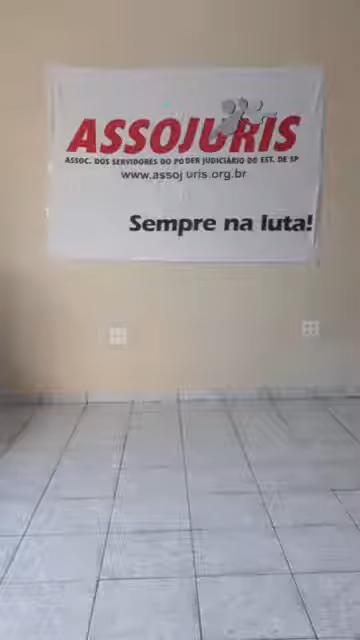 ASSOJURIS
ASSOC. DOS SERVIDORES DO PODER JUDICIÁRIO DO EST. DE SP
www.assojuris.org.br
Sempre na luta!